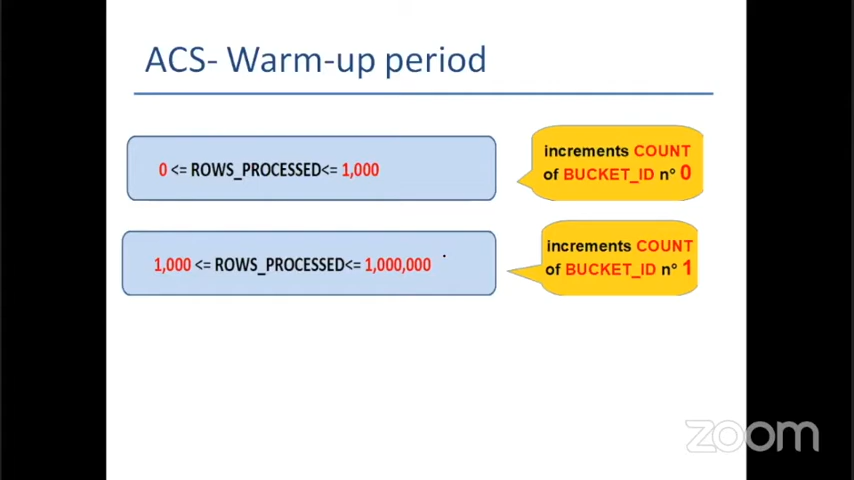 ACS- Warm-up period
0 <= ROWS_PROCESSED<= 1,000
increments COUNT
of BUCKET_ID n° 0
1,000 <= ROWS_PROCESSED<= 1,000,000
increments COUNT
of BUCKET_ID n° 1
zoom